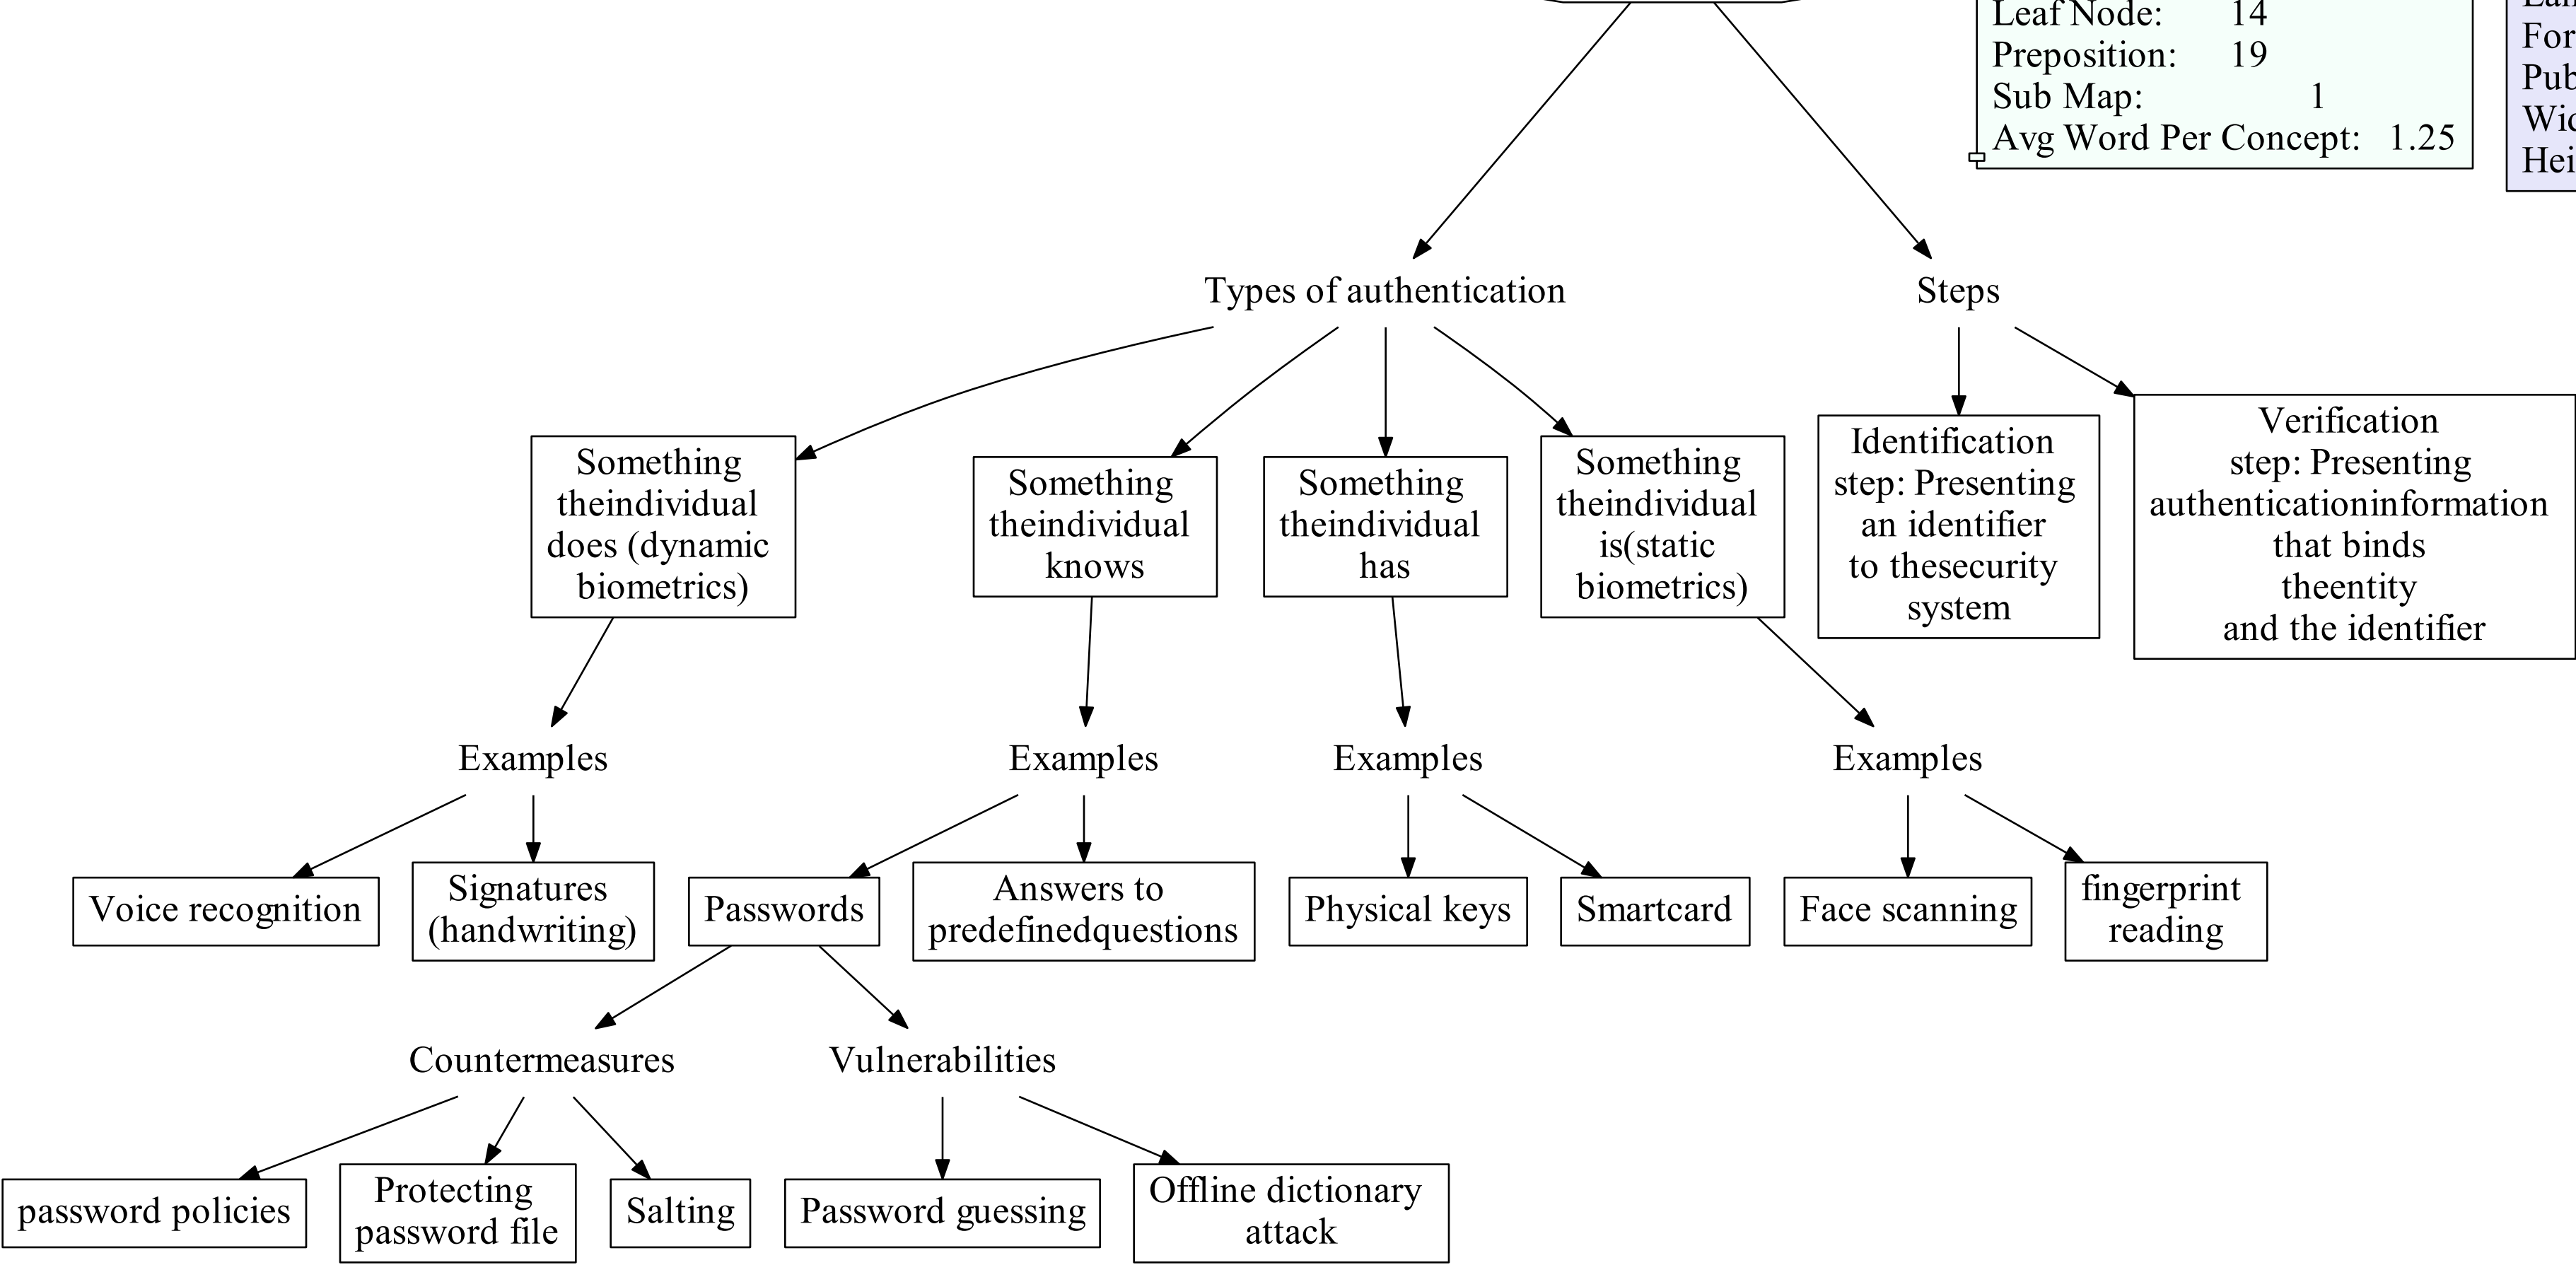 Leaf Node: 14
Preposition: 19
Sub Map: 1
Avg Word Per Concept: 1.25
For
Pub
Hei
Types of authentication
Steps
Something
theindividual
does (dynamic
biometrics)
Something
theindividual
knows
Something
theindividual
has
Something
theindividual
is(static
biometrics)
Identification
step: Presenting
an identifier
to thesecurity
system
Verification
step: Presenting
authenticationinformation
that binds
theentity
and the identifier
Examples
Examples
Examples
Examples
Voice recognition
Signatures
(handwriting)
Passwords
Answers to
predefinedquestions
Physical keys
Smartcard
Face scanning
fingerprint
reading
Countermeasures
Vulnerabilities
password policies
Protecting
password file
Salting
Password guessing
Offline dictionary
attack